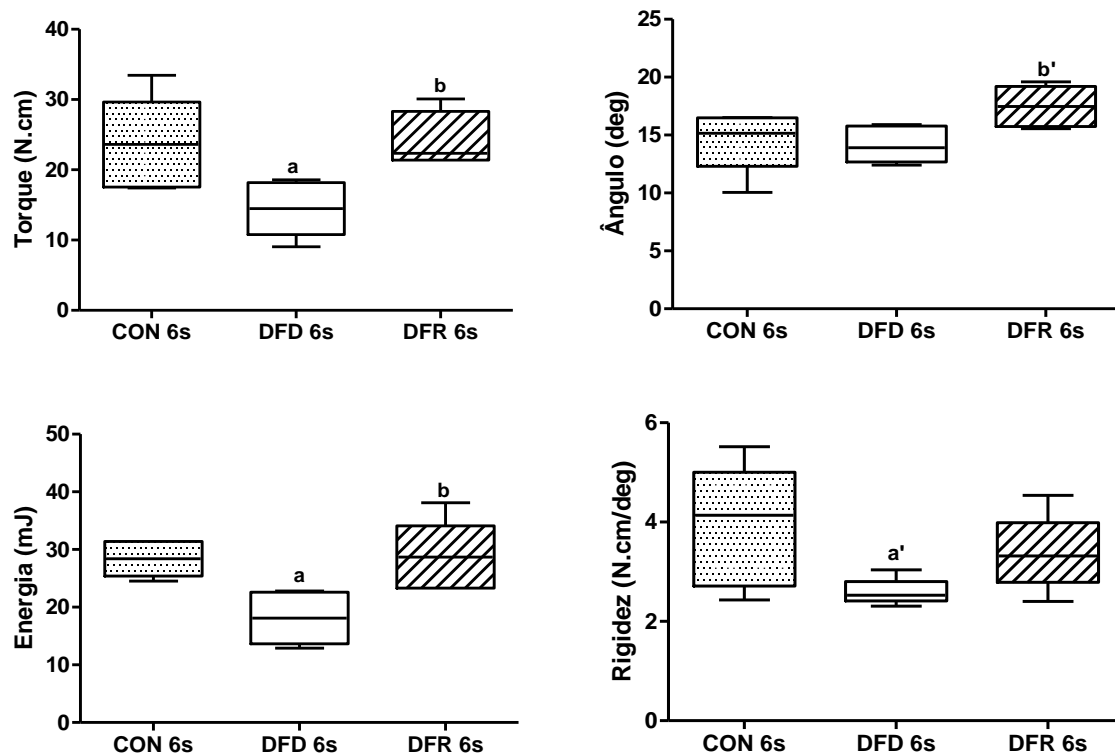 40
30
20
10
0
Torque (N.cm)
a
b
CON 6s
DFD 6s
DFR 6s
25
20
15
10
5
0
Ângulo (deg)
b'
CON 6s
DFD 6s
DFR 6s
50
40
30
20
10
0
Energia (mJ)
a
b
CON 6s
DFD 6s
DFR 6s
6
4
2
0
Rigidez (N.cm/deg)
a'
CON 6s
DFD 6s
DFR 6s